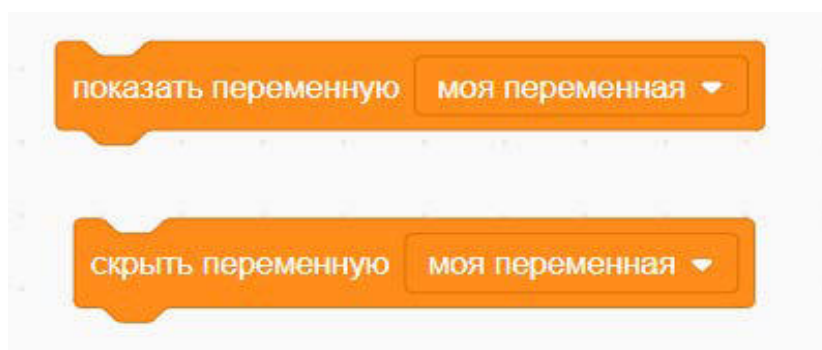 показать переменную моя переменная
скрыть переменную моя переменная